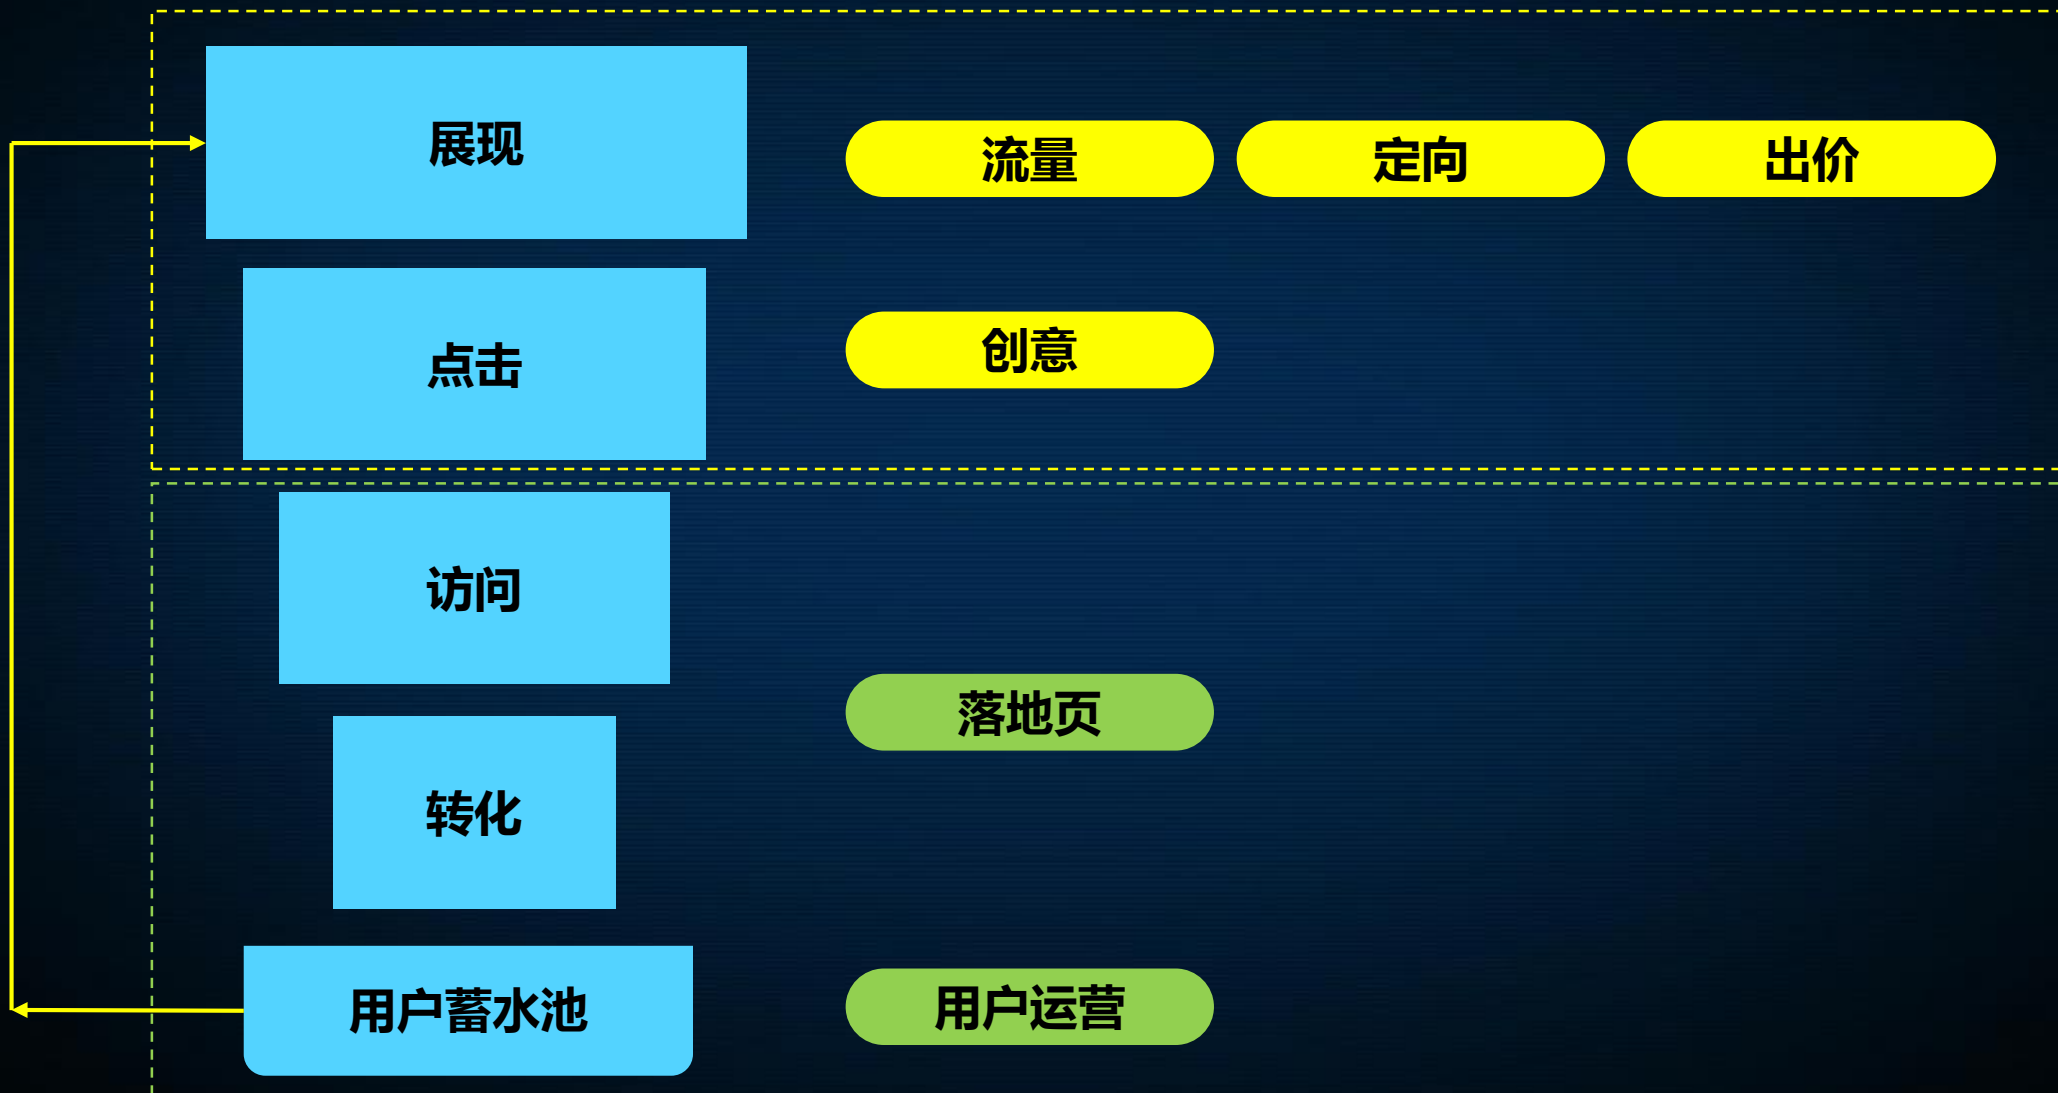 展现
流量
定向
出价
点击
创意
访问
落地页
转化
用户蓄水池
用户运营